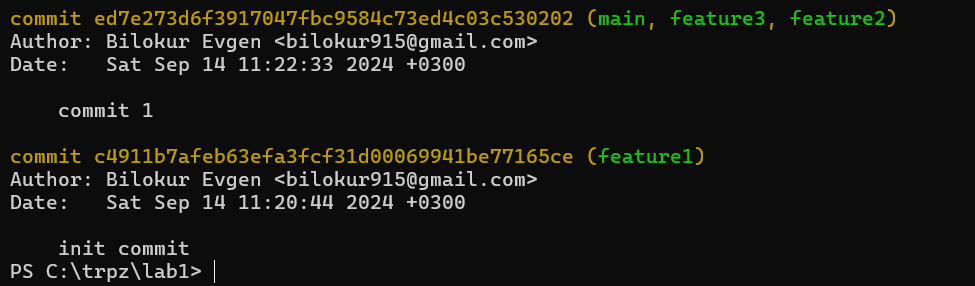 commit ed7e273d6f3917047fbc9584c73ed4c03c530202 (main, feature3, feature2)
Author: Bilokur Evgen <bilokur915@gmail.com>
Date:   Sat Sep 14 11:22:33 2024 +0300
    commit 1
commit c4911b7afeb63efa3fcf31d00069941be77165ce (feature1)
Author: Bilokur Evgen <bilokur915@gmail.com>
Date:   Sat Sep 14 11:20:44 2024 +0300
    init commit
PS C:\trpz\lab1>